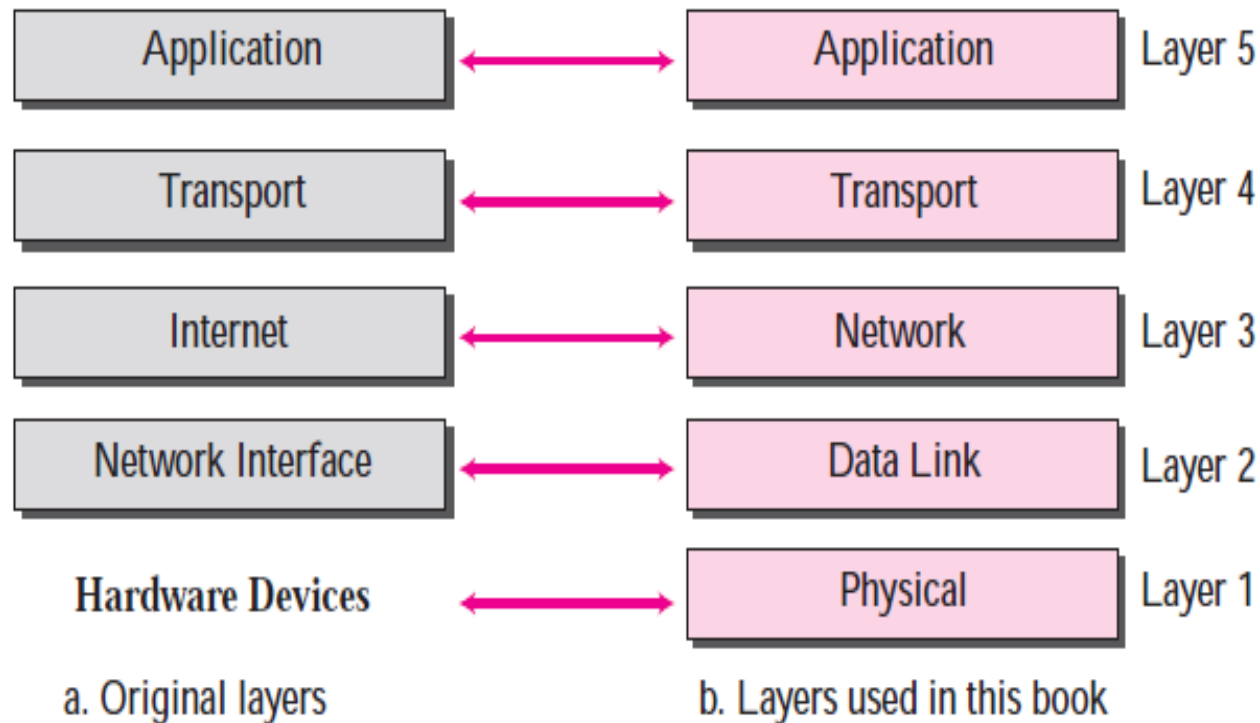 Application
Application
Layer 5
Transport
Transport
Layer 4
Internet
Network
Layer 3
Network Interface
Data Link
Layer 2
Hardware Devices
Physical
Layer 1
a. Original layers
b. Layers used in this book